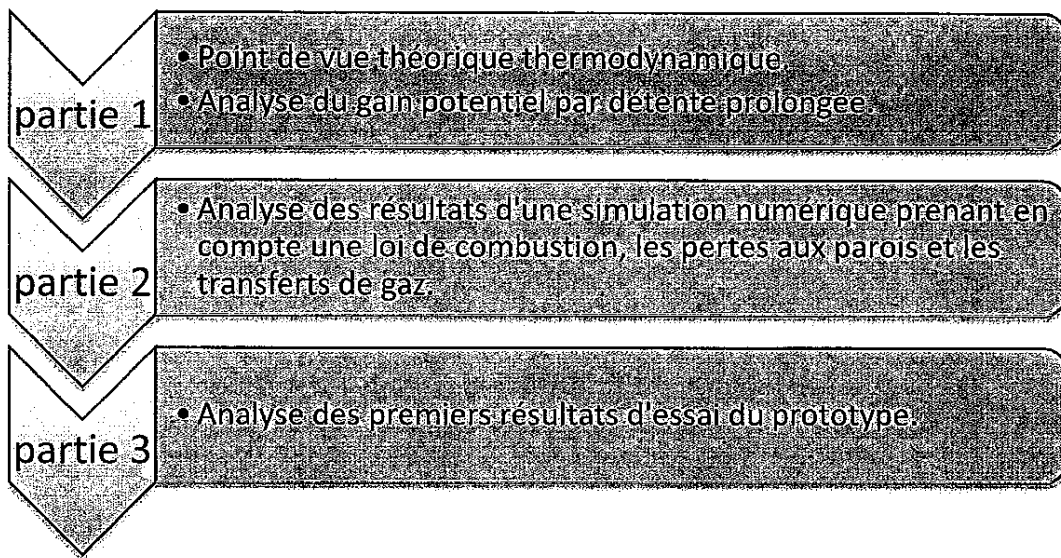 partie 1
• Point de vue théorique thermodynamique.
• Analyse du gain potentiel par détente prolongée.
partie 2
• Analyse des résultats d'une simulation numérique prenant en
compte une loi de combustion, les pertes aux parois et les
transferts de gaz.
partie 3
• Analyse des premiers résultats d'essai du prototype.